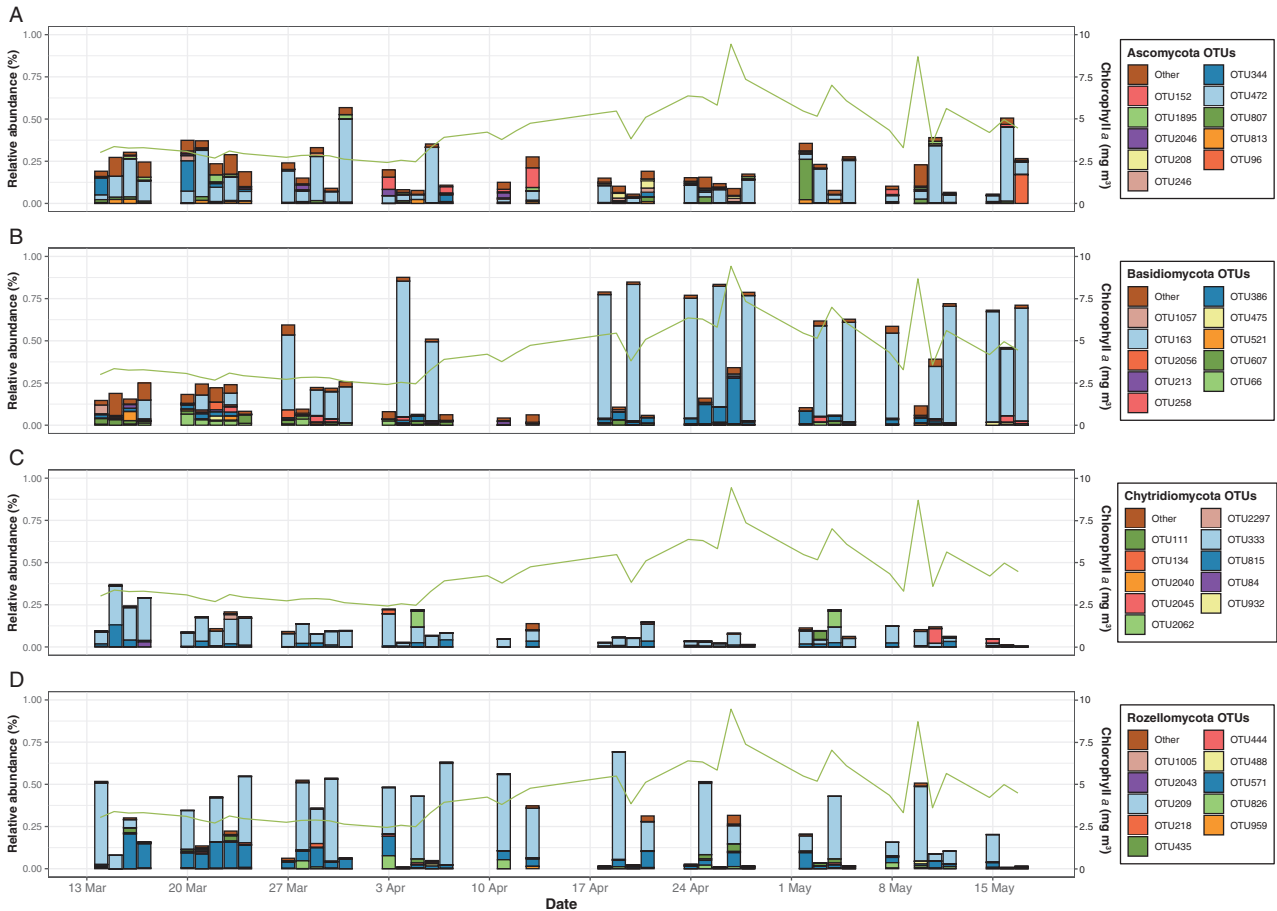 A
Relative abundance (%)
1.00
0.75
0.50
0.25
0.00
10
7.5
5
2.5
0
Chlorophyll a (mg m³)
Ascomycota OTUs
Other
OTU152
OTU1895
OTU2046
OTU208
OTU246
OTU344
OTU472
OTU807
OTU813
OTU96
B
Relative abundance (%)
1.00
0.75
0.50
0.25
0.00
10
7.5
5
2.5
0
Chlorophyll a (mg m³)
Basidiomycota OTUs
Other
OTU1057
OTU163
OTU2056
OTU213
OTU258
OTU386
OTU475
OTU521
OTU607
OTU66
C
Relative abundance (%)
1.00
0.75
0.50
0.25
0.00
10
7.5
5
2.5
0
Chlorophyll a (mg m³)
Chytridiomycota OTUs
Other
OTU111
OTU134
OTU2040
OTU2045
OTU2062
OTU2297
OTU333
OTU815
OTU84
OTU932
D
Relative abundance (%)
1.00
0.75
0.50
0.25
0.00
10
7.5
5
2.5
0
Chlorophyll a (mg m³)
Rozellomycota OTUs
Other
OTU1005
OTU2043
OTU209
OTU218
OTU435
OTU444
OTU488
OTU571
OTU826
OTU959
13 Mar 20 Mar 27 Mar 3 Apr 10 Apr 17 Apr 24 Apr 1 May 8 May 15 May
Date